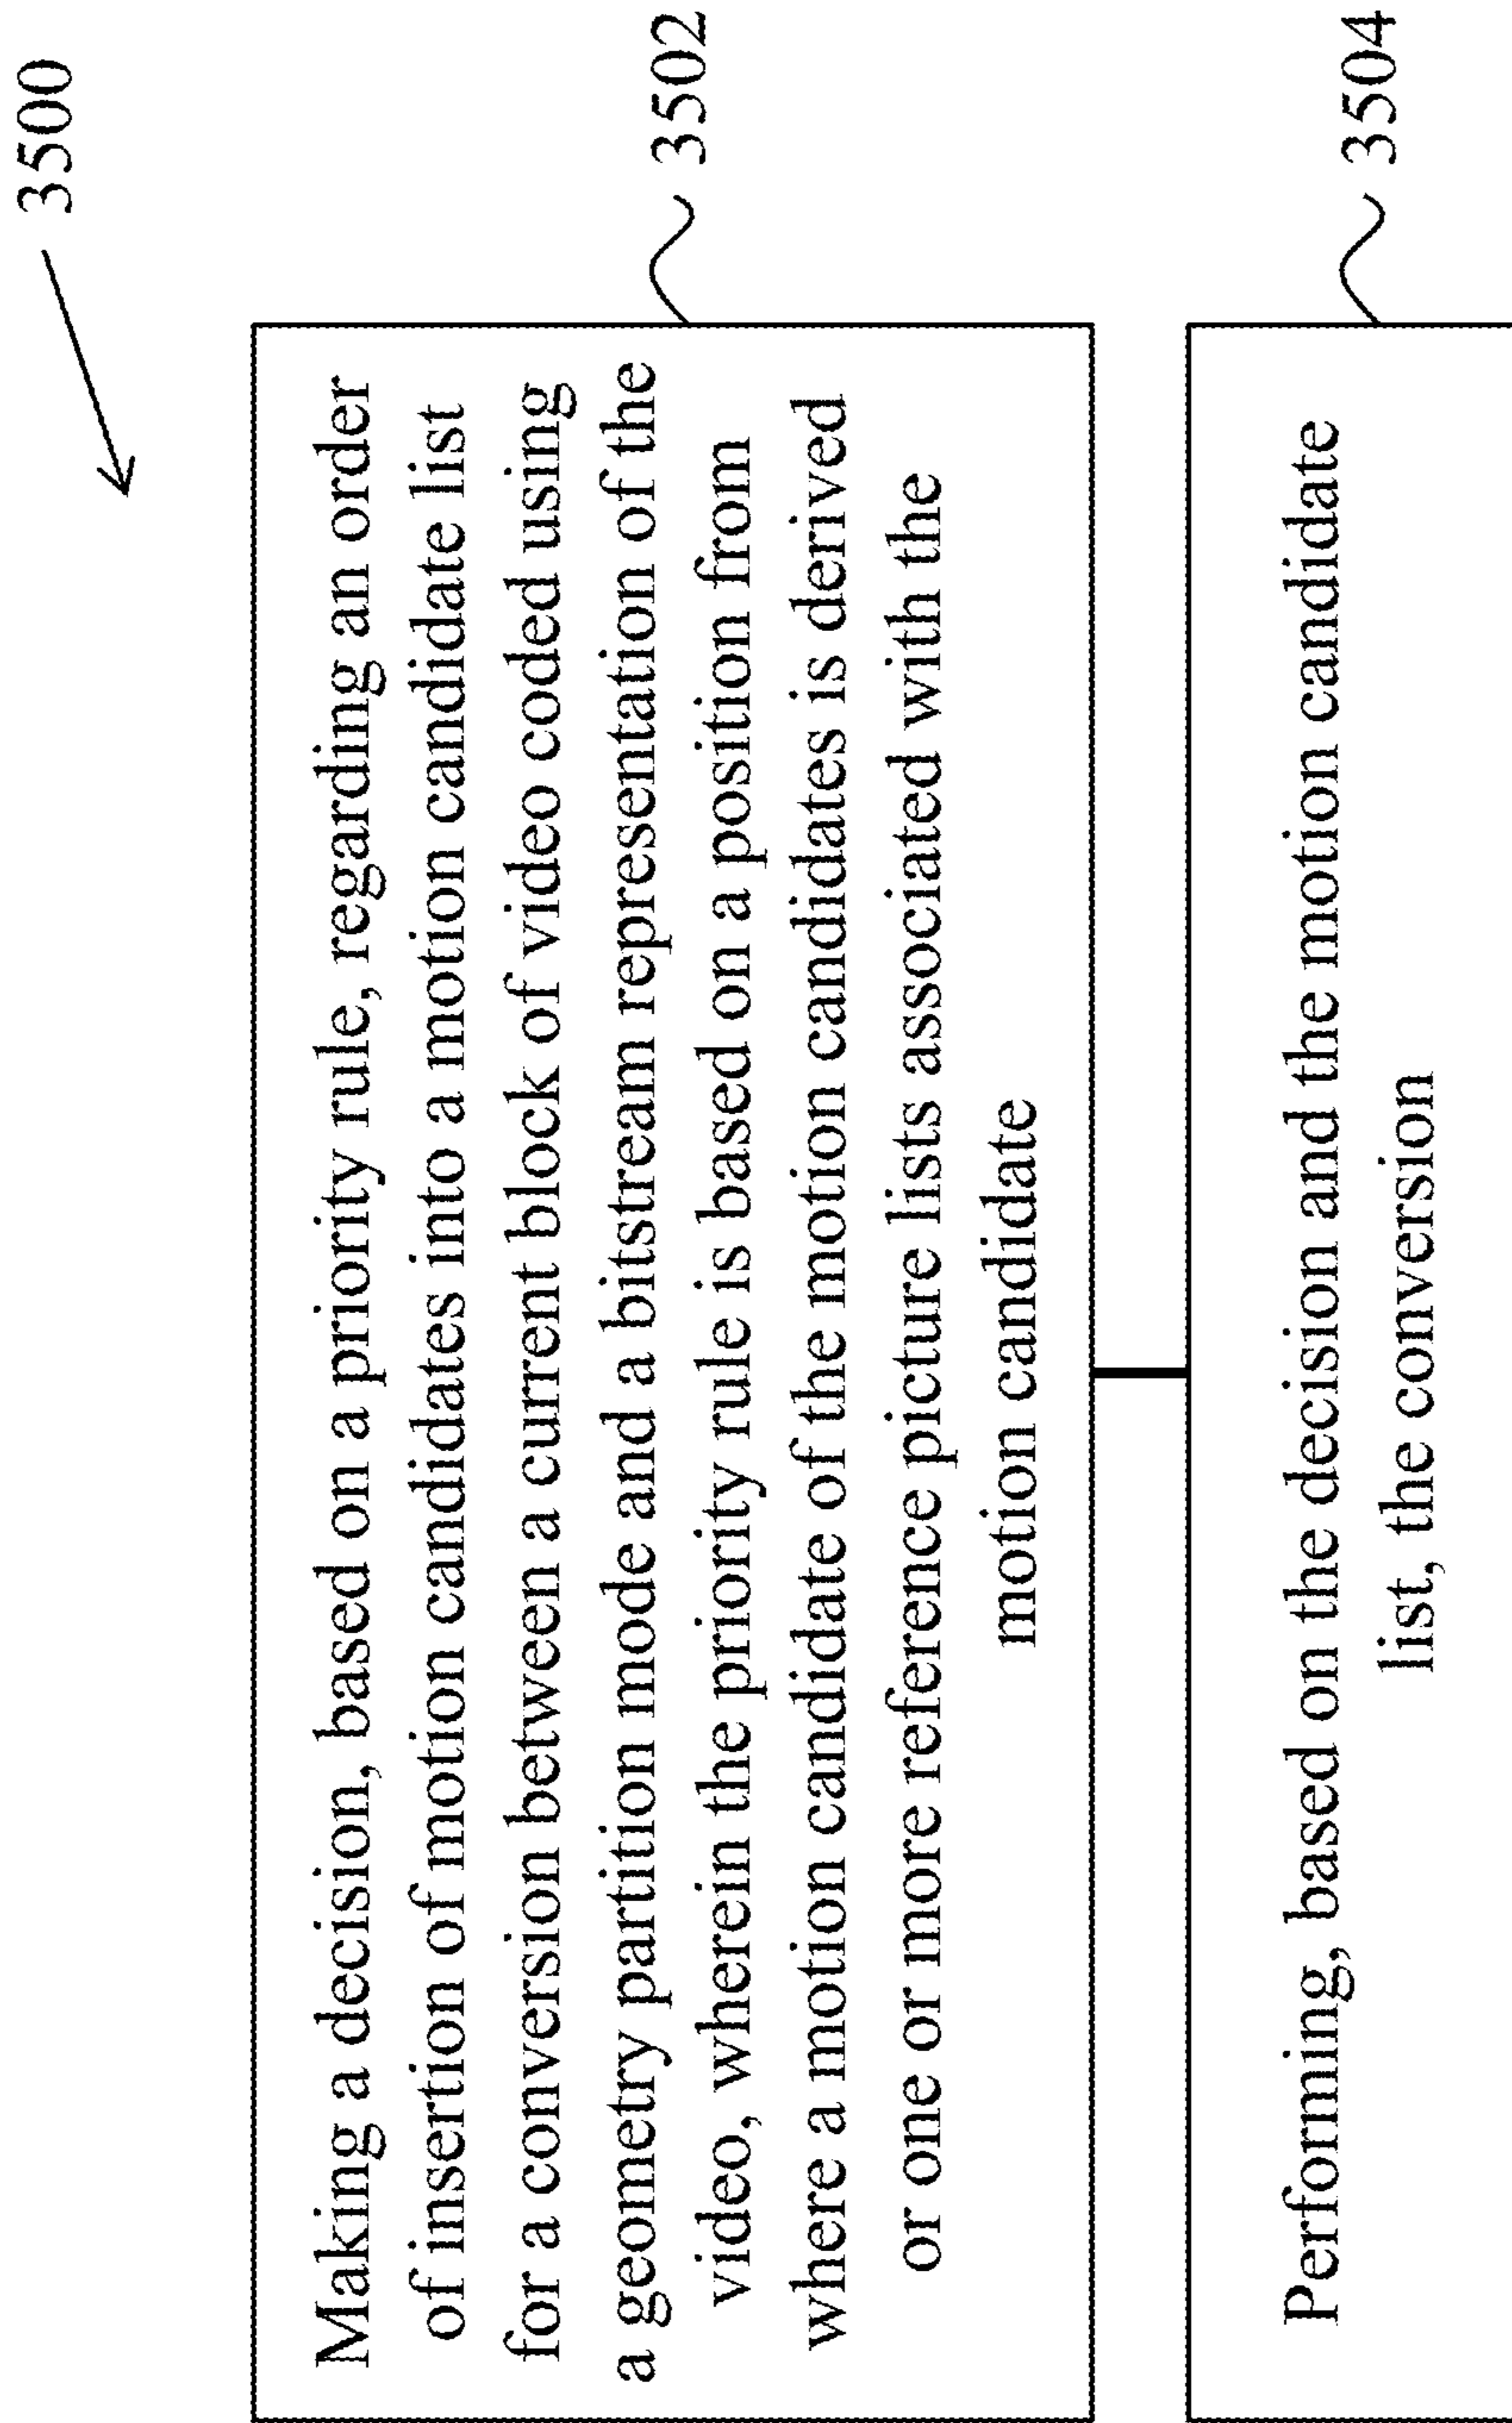 3500
Making a decision, based on a priority rule, regarding an order
of insertion of motion candidates into a motion candidate list
for a conversion between a current block of video coded using
a geometry partition mode and a bitstream representation of the
video, wherein the priority rule is based on a position from
where a motion candidate of the motion candidates is derived
or one or more reference picture lists associated with the
motion candidate
3502
Performing, based on the decision and the motion candidate
list, the conversion
3504